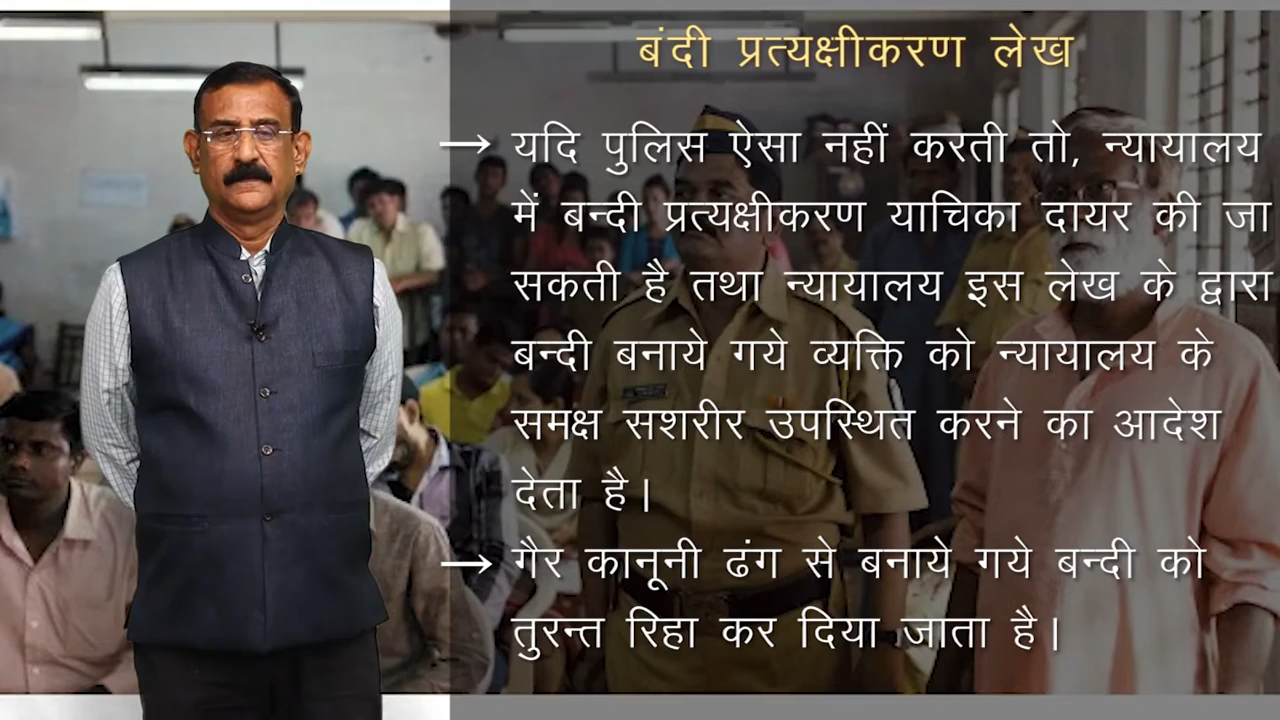 बंदी प्रत्यक्षीकरण लेख
→ यदि पुलिस ऐसा नहीं करती तो, न्यायालय
में बन्दी प्रत्यक्षीकरण याचिका दायर की जा
सकती है तथा न्यायालय इस लेख के द्वारा
बन्दी बनाये गये व्यक्ति को न्यायालय के
समक्ष सशरीर उपस्थित करने का आदेश
देता है।
→ गैर कानूनी ढंग से बनाये गये बन्दी को
तुरन्त रिहा कर दिया जाता है।